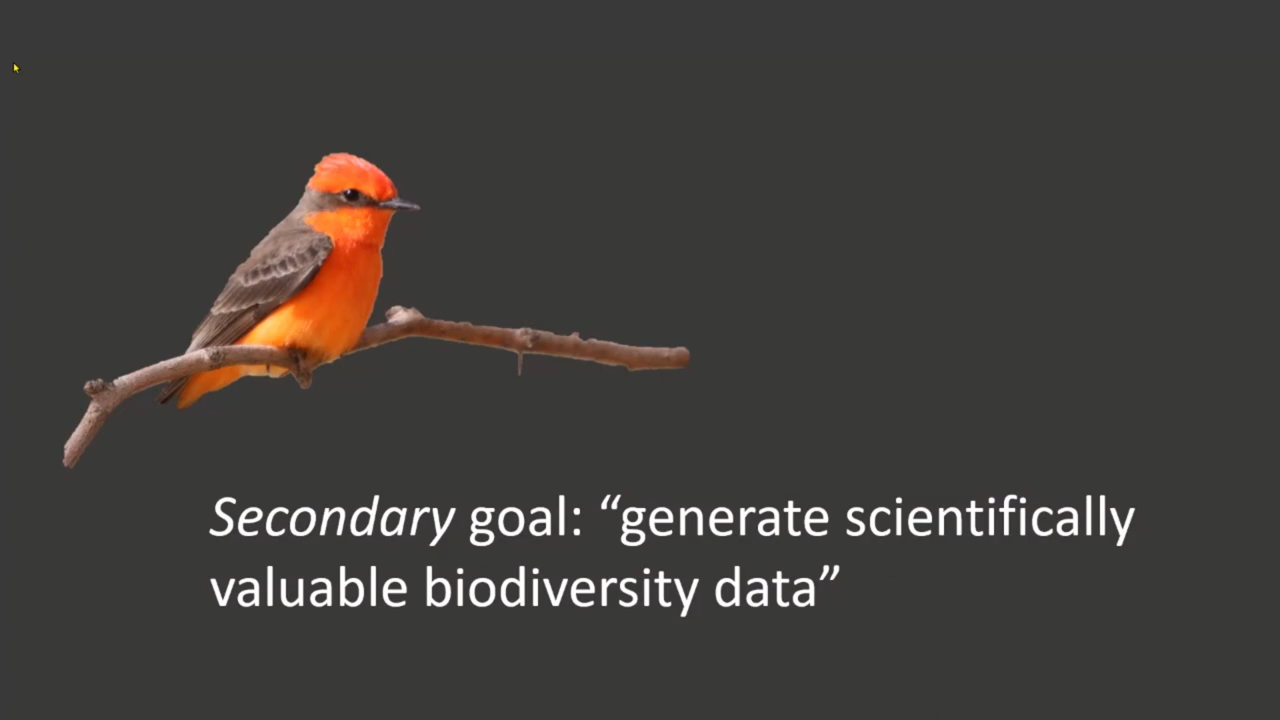 Secondary goal: “generate scientifically
valuable biodiversity data”